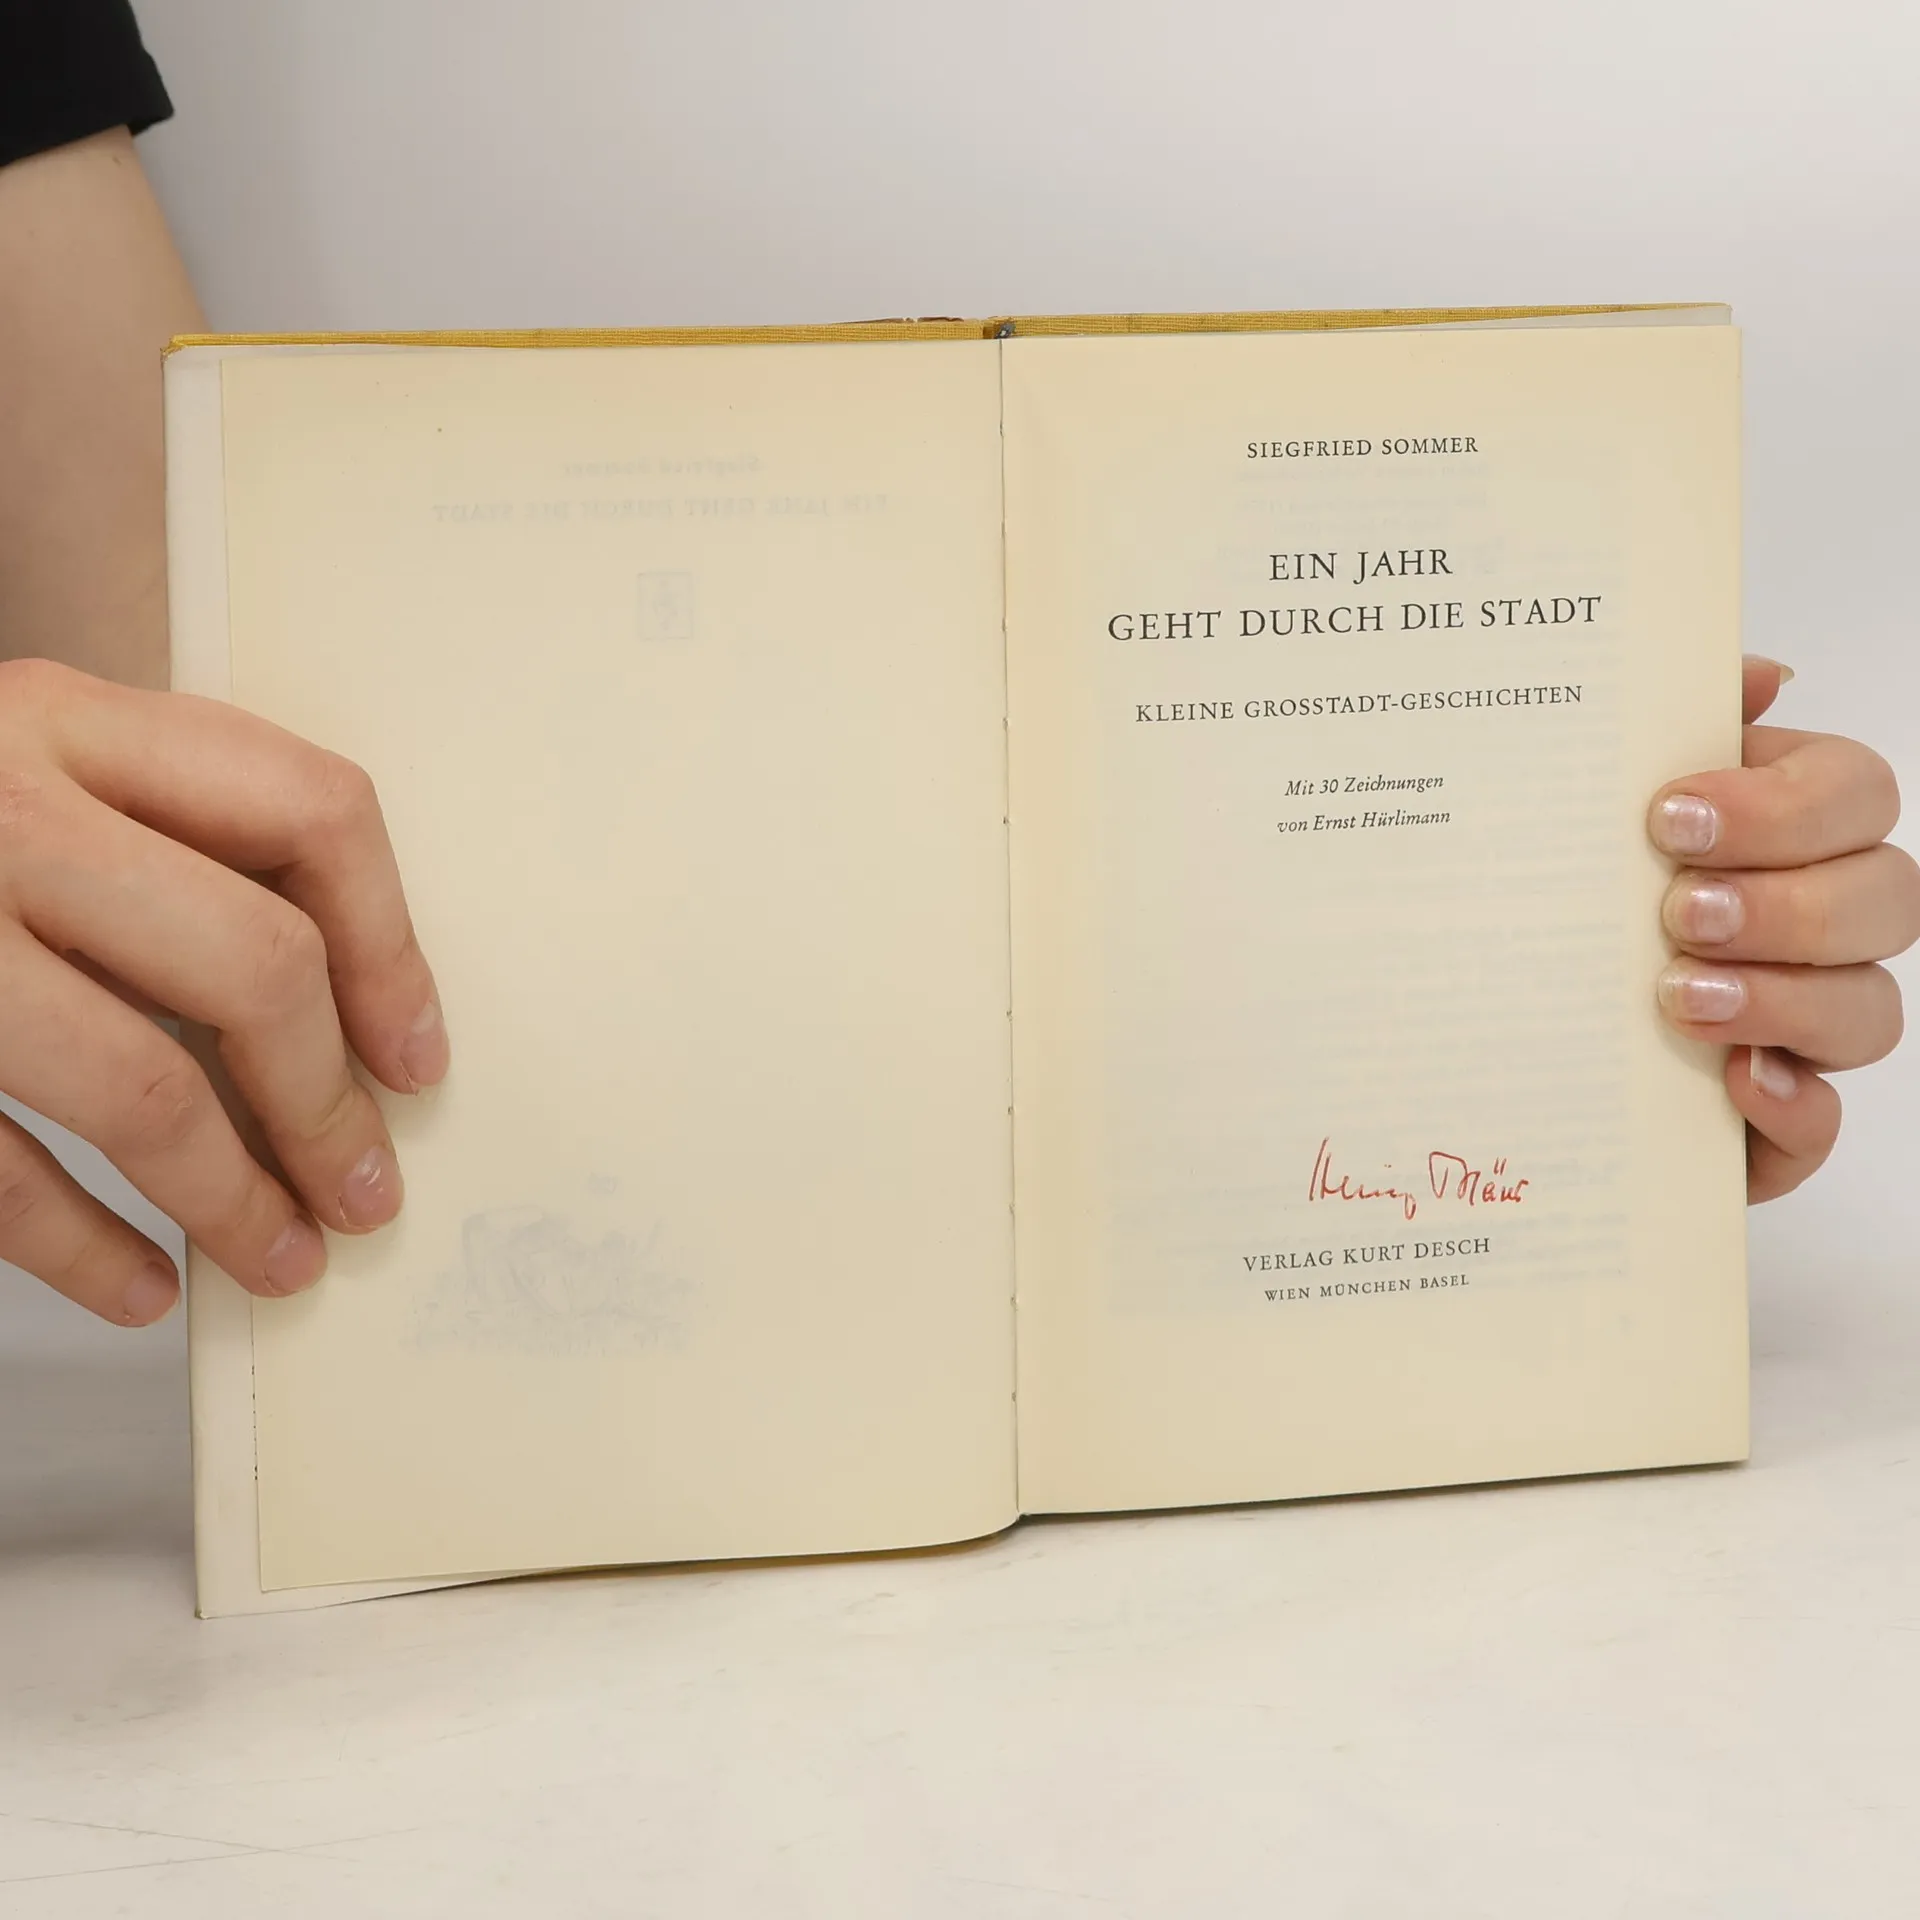 SIEGFRIED SOMMER
EIN JAHR
GEHT DURCH DIE STADT
KLEINE GROSSTADT-GESCHICHTEN
Mit 30 Zeichnungen
von Ernst Hürlimann
VERLAG KURT DESCH
WIEN MÜNCHEN BASEL